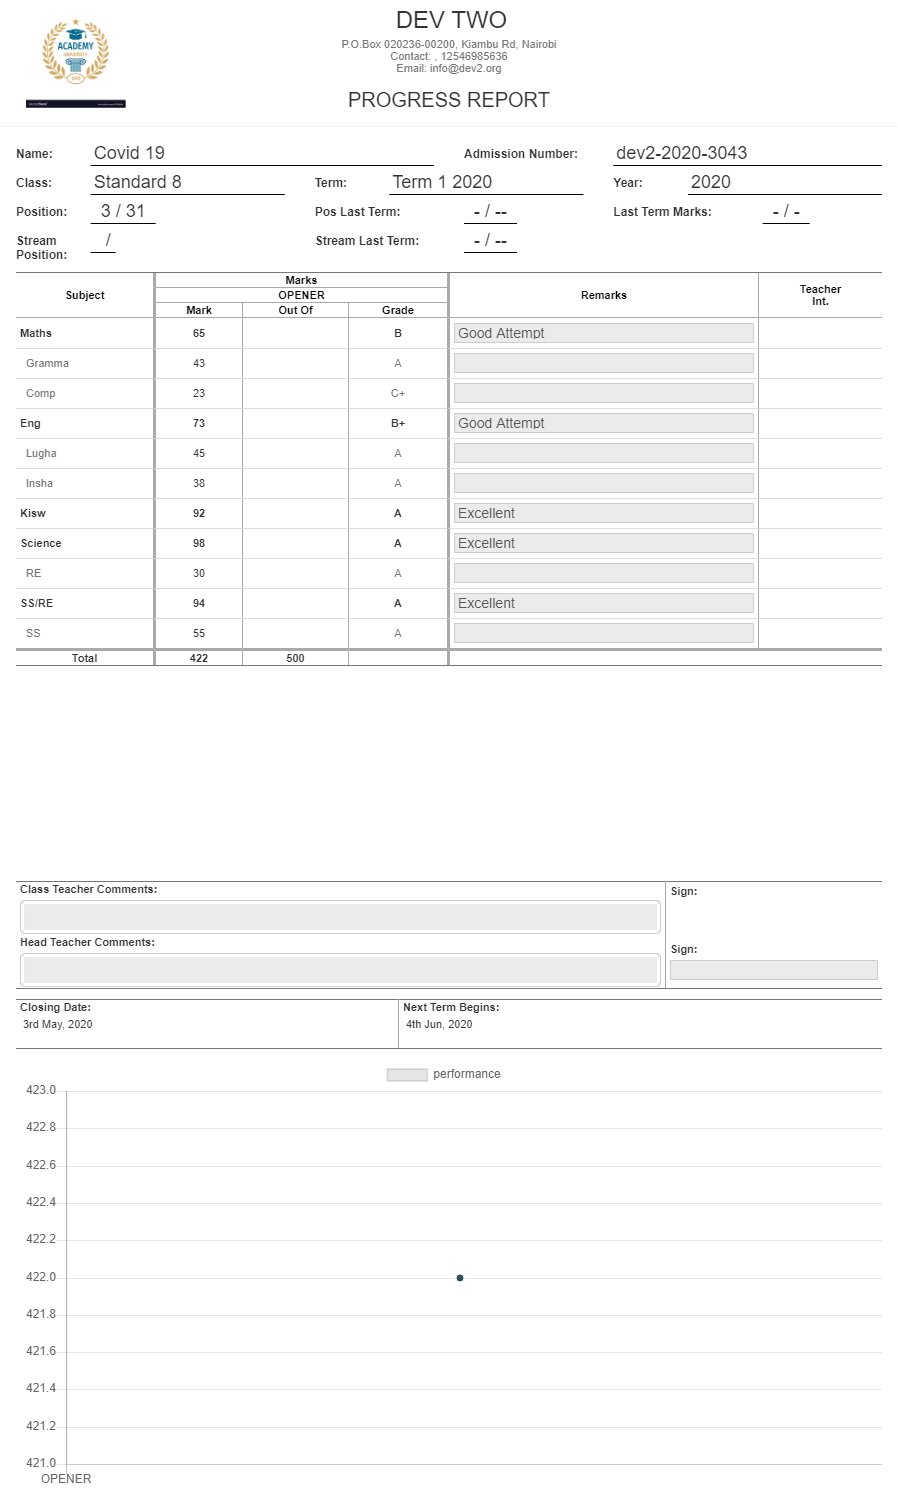 DEV TWO
ACADEMY
UNIVERSITY
P.O.Box 020236-00200, Kiambu Rd, Nairobi
Contact: , 12546985636
Email: info@dev2.org
PROGRESS REPORT
Name: Covid 19 Admission Number: dev2-2020-3043
Class: Standard 8 Term: Term 1 2020 Year: 2020
Position: 3 / 31 Pos Last Term: - / -- Last Term Marks: - / -
Stream Position: / Stream Last Term: - / --
Subject Marks Remarks Teacher Int.
OPENER
Mark Out Of Grade
Maths 65 B Good Attempt
Gramma 43 A
Comp 23 C+
Eng 73 B+ Good Attempt
Lugha 45 A
Insha 38 A
Kisw 92 A Excellent
Science 98 A Excellent
RE 30 A
SS/RE 94 A Excellent
SS 55 A
Total 422 500
Class Teacher Comments: Sign:
Head Teacher Comments: Sign:
Closing Date: Next Term Begins:
3rd May, 2020 4th Jun, 2020
performance
423.0
422.8
422.6
422.4
422.2
422.0
421.8
421.6
421.4
421.2
421.0
OPENER